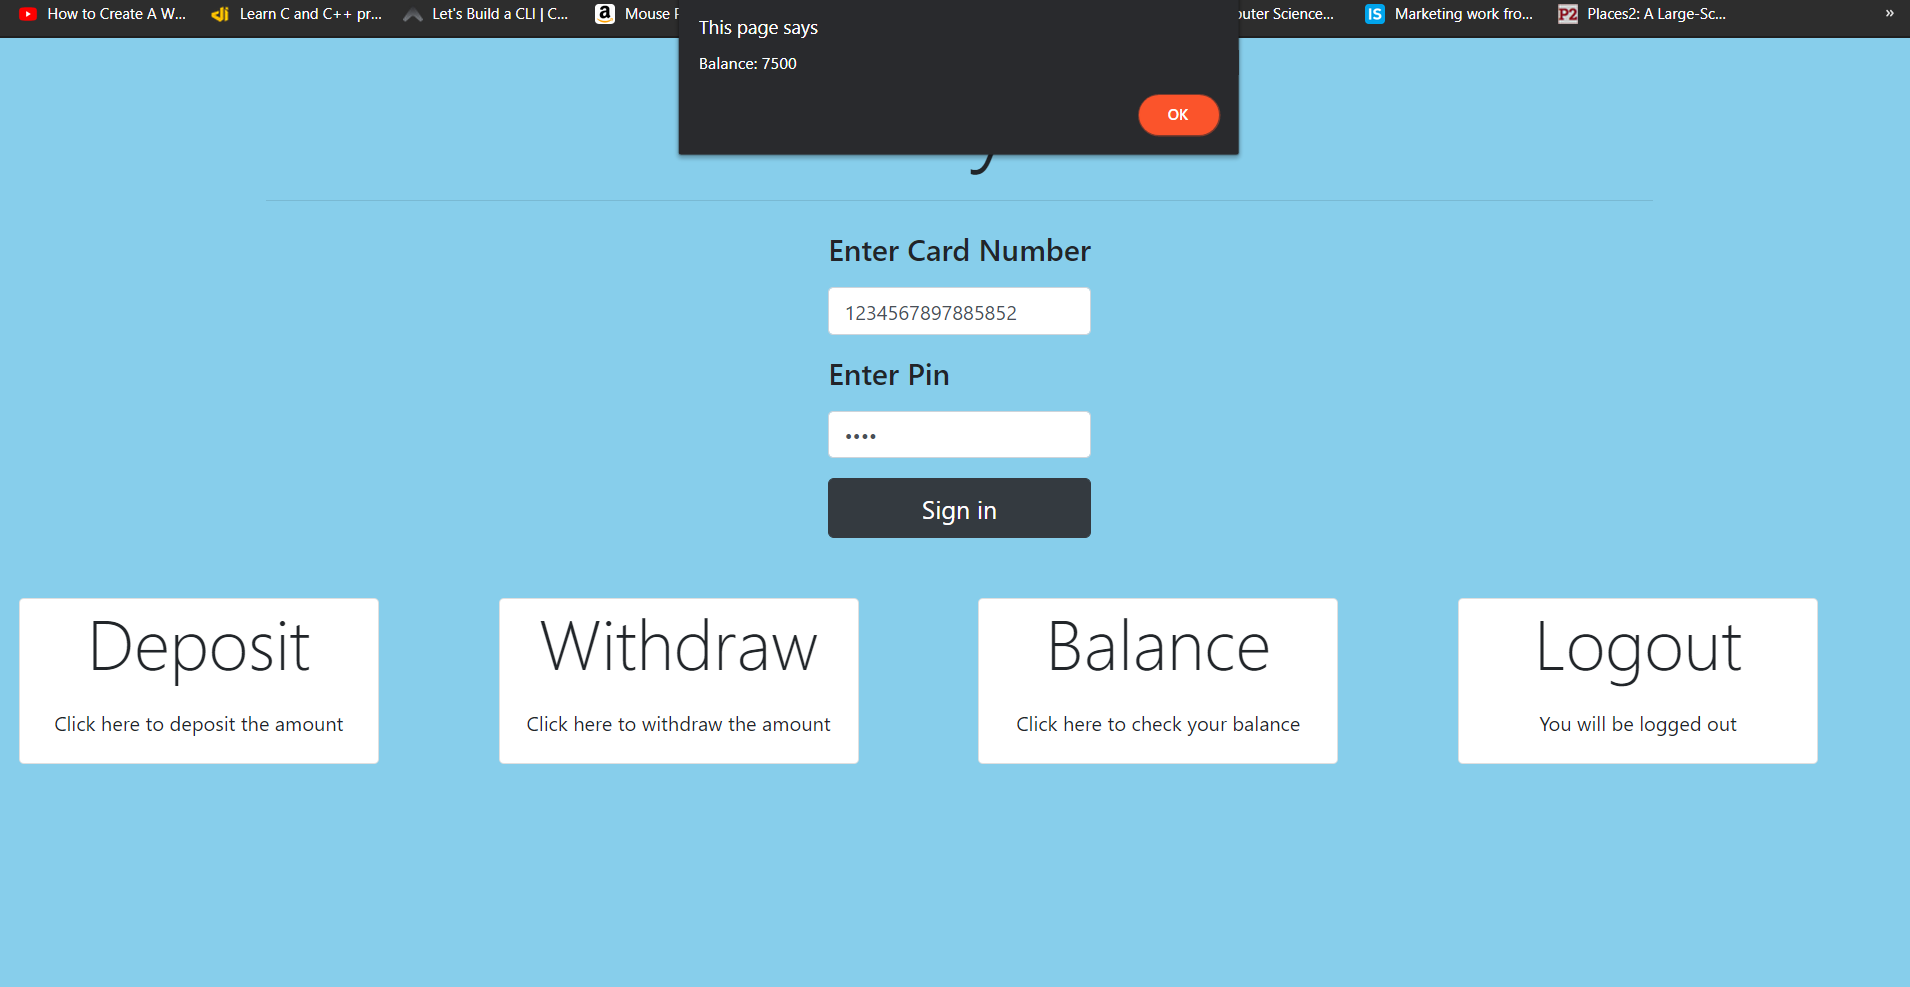 How to Create A W...
Learn C and C++ pr...
Let's Build a CLI | C...
Mouse
Science...
Marketing work fro...
Places2: A Large-Sc...
»
This page says
Balance: 7500
OK
Enter Card Number
1234567897885852
Enter Pin
••••
Sign in
Deposit
Click here to deposit the amount
Withdraw
Click here to withdraw the amount
Balance
Click here to check your balance
Logout
You will be logged out